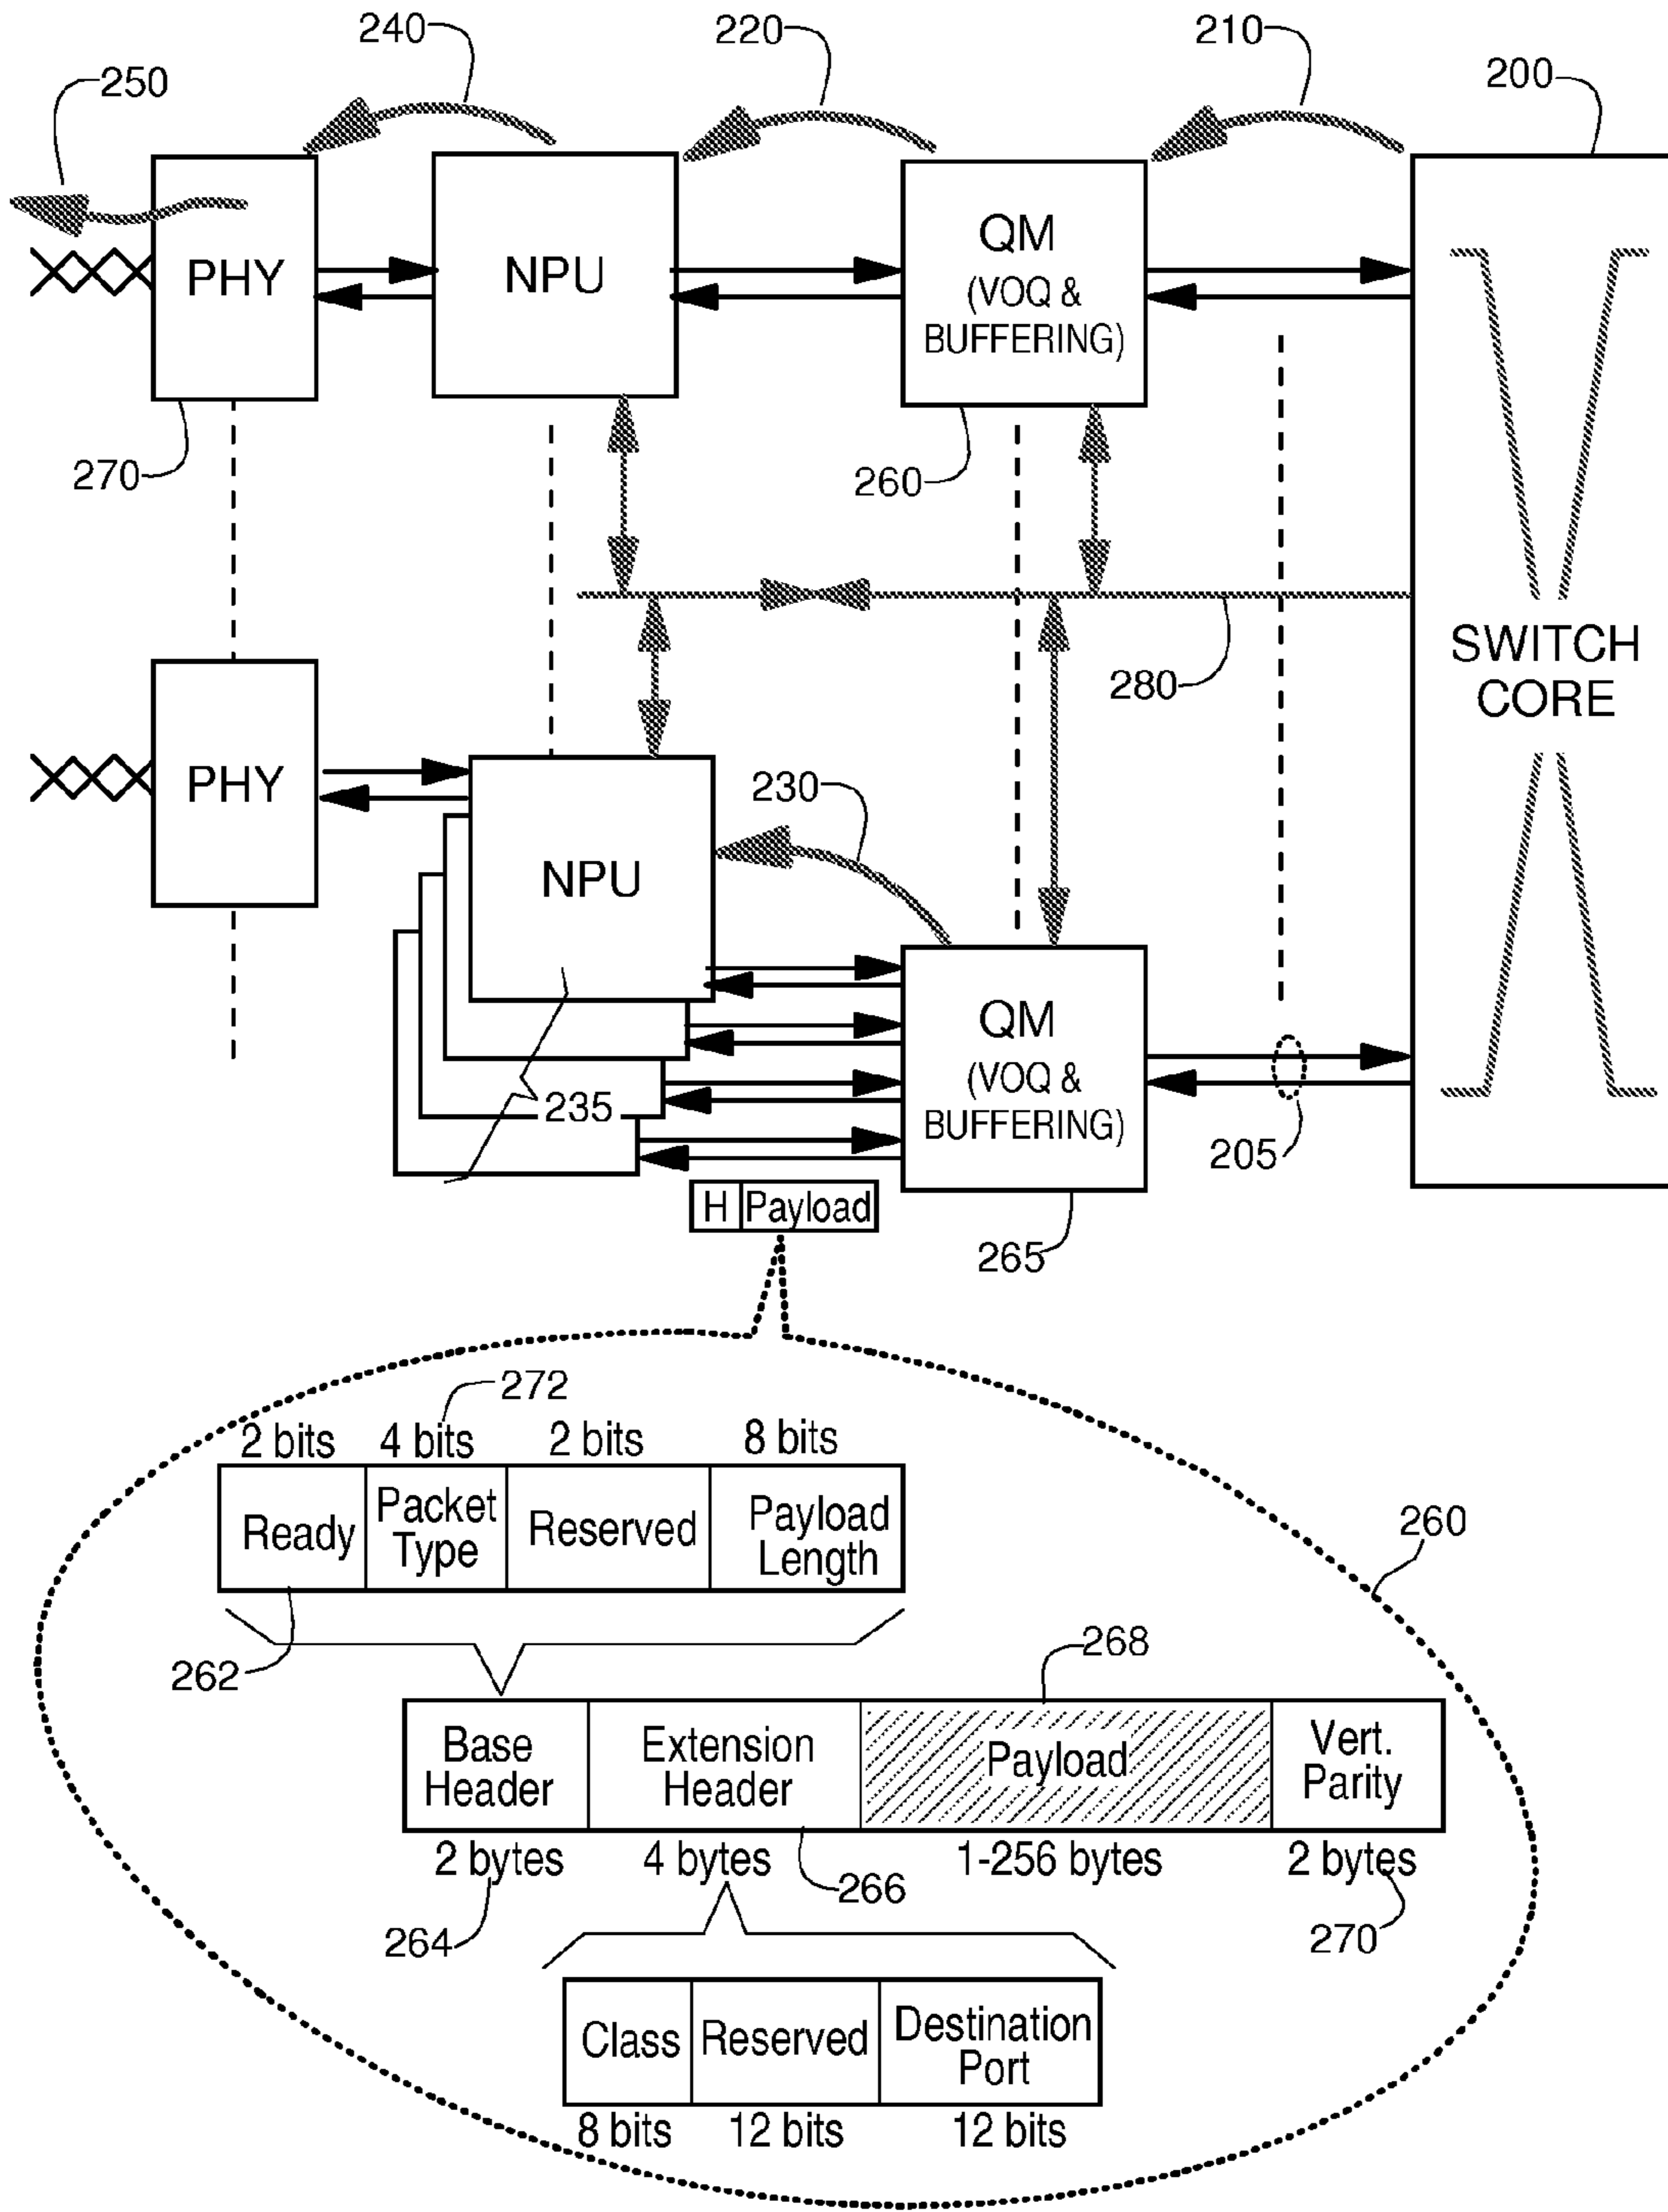 240
220
210
250
200
PHY
NPU
QM
(VOQ &
BUFFERING)
270
260
SWITCH
CORE
280
PHY
230
NPU
QM
(VOQ &
BUFFERING)
235
205
H Payload
265
272
2 bits 4 bits 2 bits 8 bits
Ready
Packet
Type
Reserved
Payload
Length
260
262
268
Base
Header
Extension
Header
Payload
Vert.
Parity
2 bytes 4 bytes 1-256 bytes 2 bytes
266
264
270
Class
Reserved
Destination
Port
8 bits 12 bits 12 bits